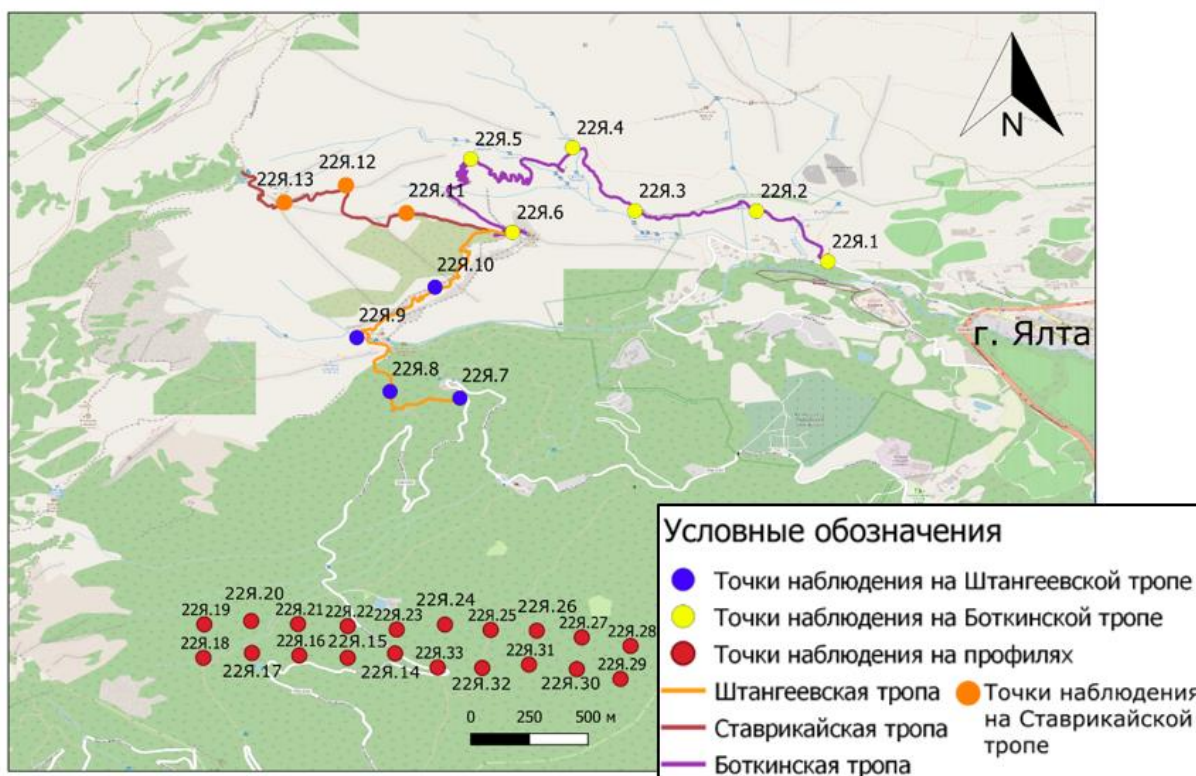 N
22Я.4
22Я.5
22Я.12
22Я.13
22Я.11
22Я.3
22Я.2
22Я.6
22Я.1
22Я.10
22Я.9
г. Ялта
22Я.8
22Я.7
22Я.19
22Я.20
22Я.21
22Я.22
22Я.23
22Я.24
22Я.25
22Я.26
22Я.27
22Я.28
22Я.18
22Я.17
22Я.16
22Я.15
22Я.14
22Я.33
22Я.32
22Я.31
22Я.30
22Я.29
0 250 500 м
Условные обозначения
Точки наблюдения на Штангеевской тропе
Точки наблюдения на Боткинской тропе
Точки наблюдения на профилях
Штангеевская тропа
Ставрикайская тропа
Боткинская тропа
Точки наблюдения
на Ставрикайской
тропе